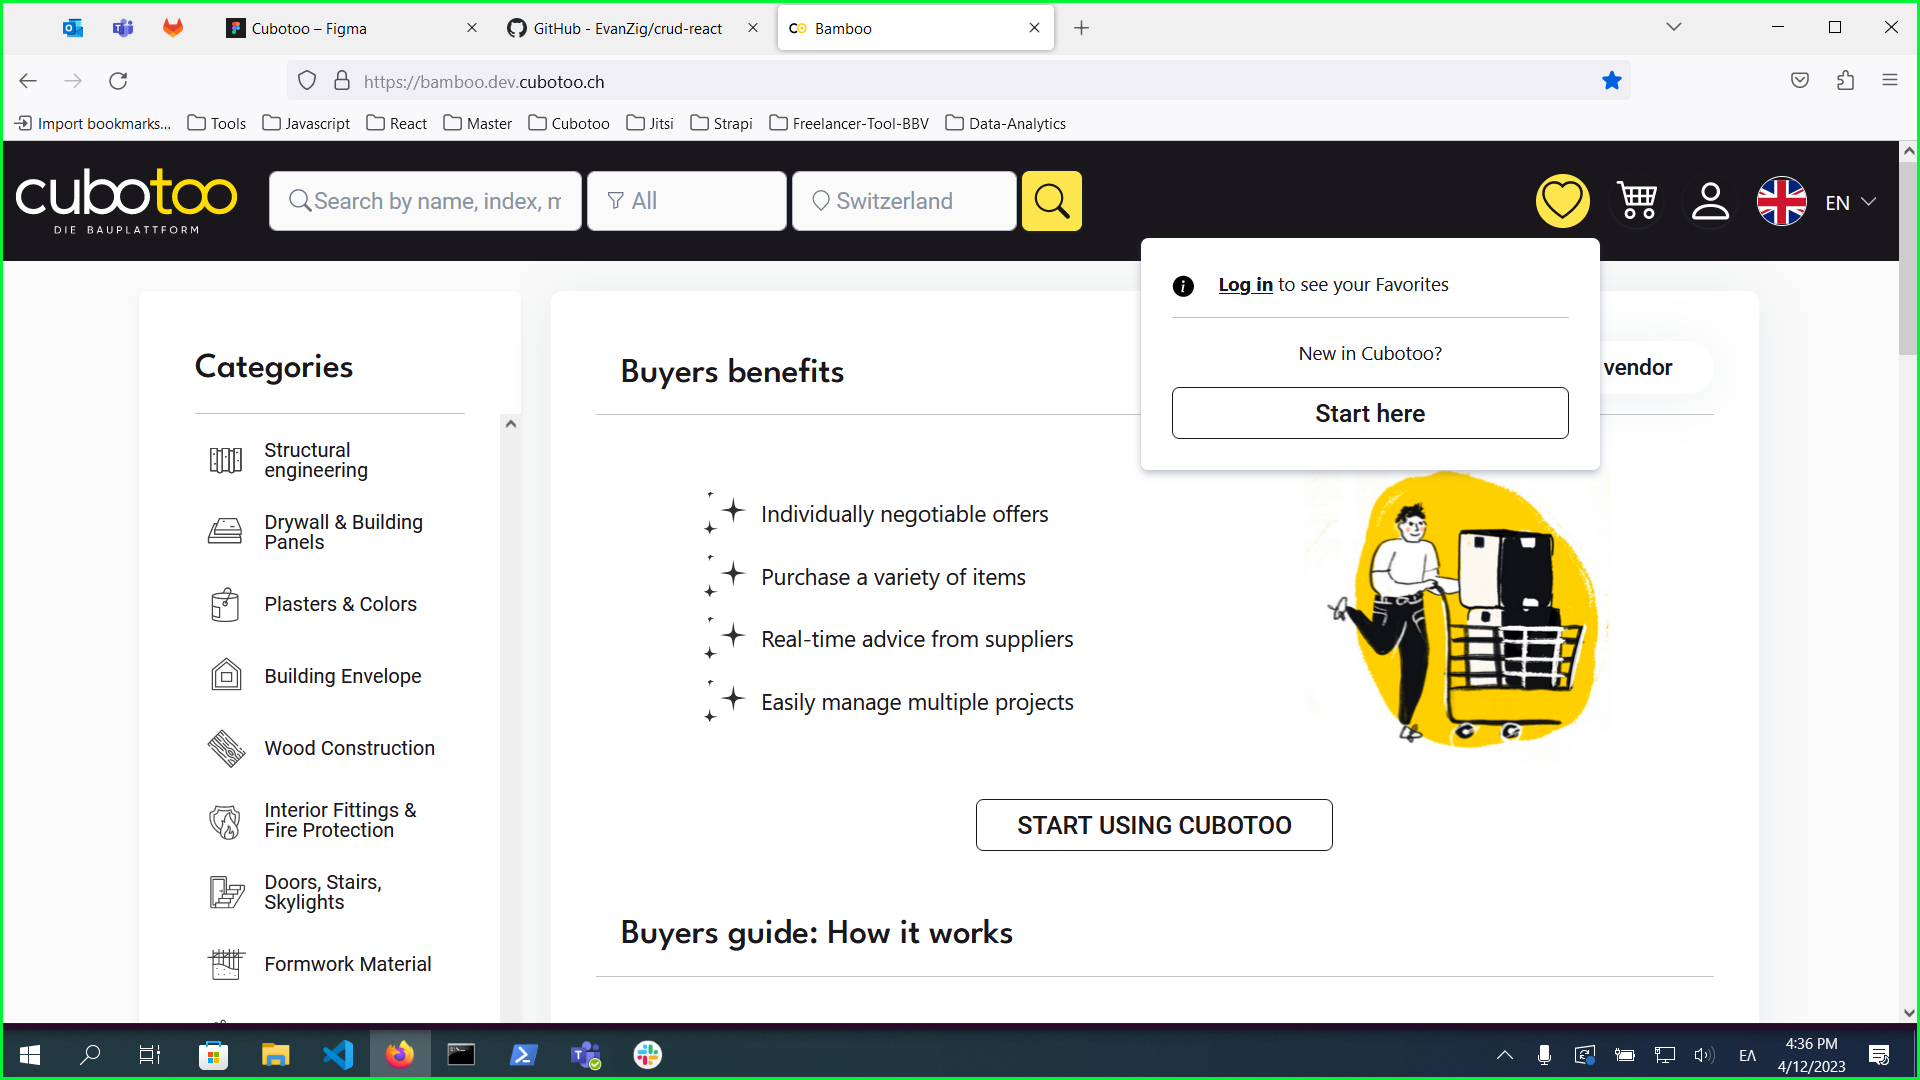 Cubotoo – Figma
GitHub - EvanZig/crud-react
Bamboo
https://bamboo.dev.cubotoo.ch
Import bookmarks...
Tools
Javascript
React
Master
Cubotoo
Jitsi
Strapi
Freelancer-Tool-BBV
Data-Analytics
cubotoo
DIE BAUPLATTFORM
Search by name, index, m
All
Switzerland
EN
Log in to see your Favorites
New in Cubotoo?
Start here
Categories
Structural
engineering
Drywall & Building
Panels
Plasters & Colors
Building Envelope
Wood Construction
Interior Fittings &
Fire Protection
Doors, Stairs,
Skylights
Formwork Material
Buyers benefits
vendor
Individually negotiable offers
Purchase a variety of items
Real-time advice from suppliers
Easily manage multiple projects
START USING CUBOTOO
Buyers guide: How it works
ΕΛ
4:36 PM
4/12/2023